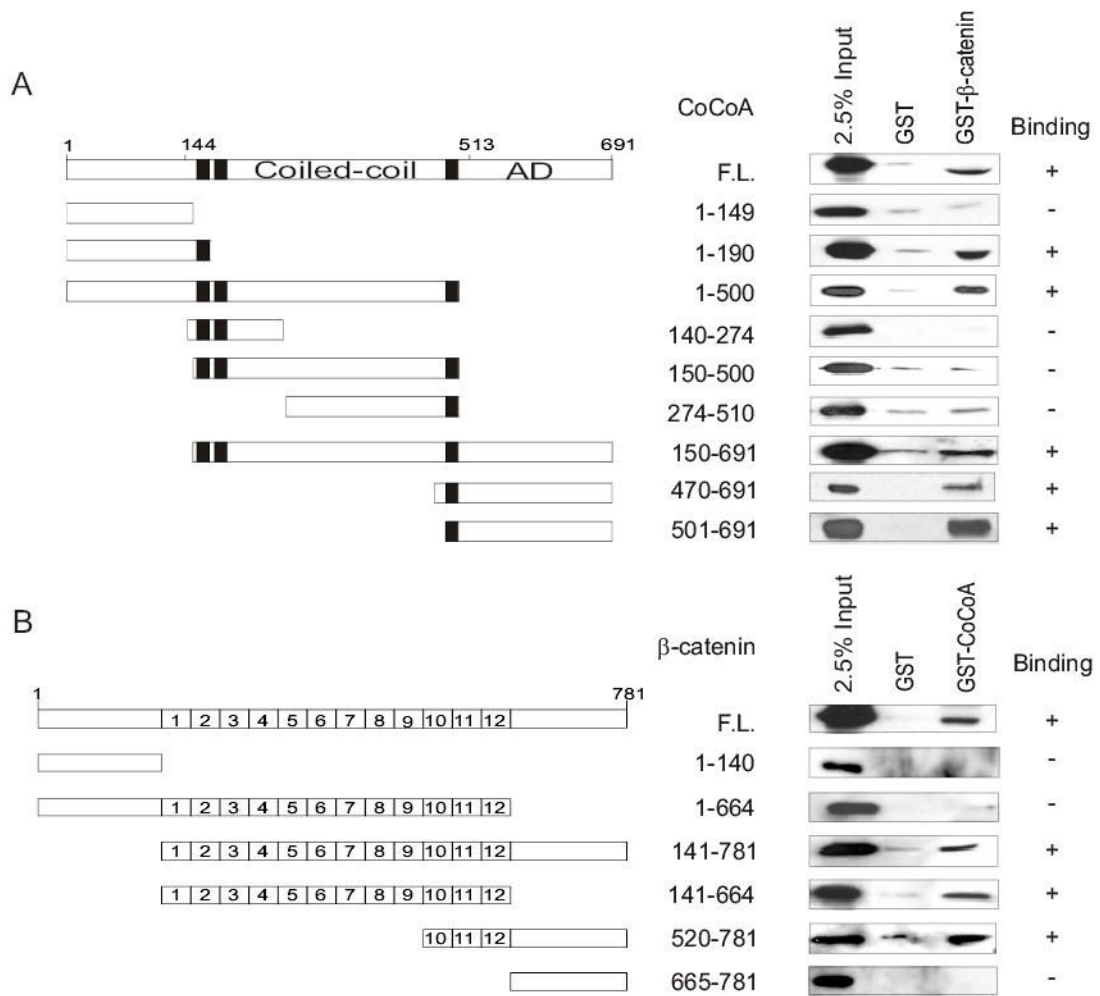 A
CoCoA
2.5% Input
GST
GST-β-catenin
Binding
1 144 513 691
Coiled-coil AD
F.L. +
1-149 -
1-190 +
1-500 +
140-274 -
150-500 -
274-510 -
150-691 +
470-691 +
501-691 +
B
β-catenin
2.5% Input
GST
GST-CoCoA
Binding
1 781
1 2 3 4 5 6 7 8 9 10 11 12 F.L. +
1-140 -
1 2 3 4 5 6 7 8 9 10 11 12 1-664 -
1 2 3 4 5 6 7 8 9 10 11 12 141-781 +
1 2 3 4 5 6 7 8 9 10 11 12 141-664 +
10 11 12 520-781 +
665-781 -